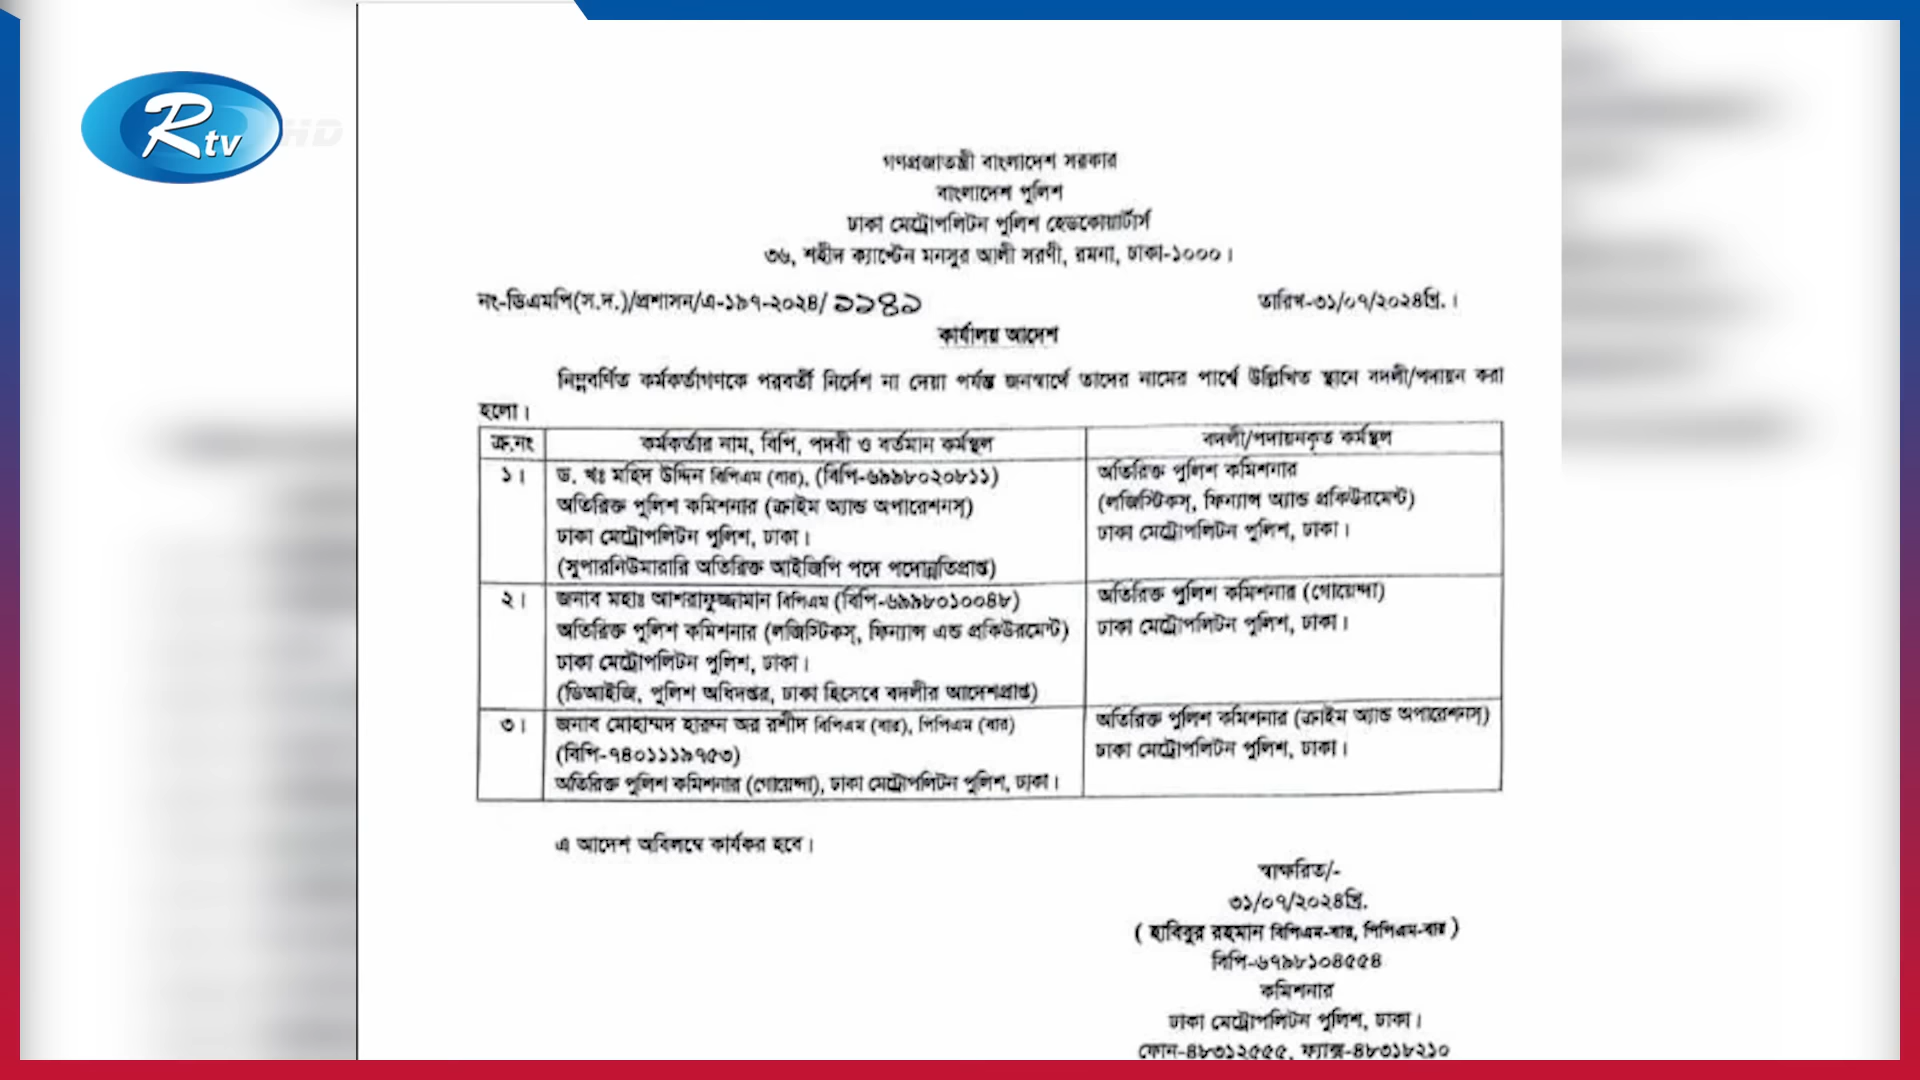 Rtv HD
গণপ্রজাতন্ত্রী বাংলাদেশ সরকার
বাংলাদেশ পুলিশ
ঢাকা মেট্রোপলিটন পুলিশ হেডকোয়ার্টার্স
৩৬, শহীদ ক্যাপ্টেন মনসুর আলী সরণী, রমনা, ঢাকা-১০০০।
নং-ডিএমপি(স.দ.)/প্রশাসন/এ-১৯৭-২০২৪/ ১১৪১ তারিখ-৩১/০৭/২০২৪খ্রি.।
কার্যালয় আদেশ
নিম্নবর্ণিত কর্মকর্তাগণকে পরবর্তী নির্দেশ না দেয়া পর্যন্ত জনস্বার্থে তাদের নামের পার্শ্বে উল্লিখিত স্থানে বদলী/পদায়ন করা
হলো।
ক্র.নং কর্মকর্তার নাম, বিপি, পদবী ও বর্তমান কর্মস্থল বদলী/পদায়নকৃত কর্মস্থল
১। ড. খঃ মহিদ উদ্দিন বিপিএম (বার), (বিপি-৬৯৯৮০২০৮১১) অতিরিক্ত পুলিশ কমিশনার
অতিরিক্ত পুলিশ কমিশনার (ক্রাইম অ্যান্ড অপারেশনস্) (লজিস্টিকস্, ফিন্যান্স অ্যান্ড প্রকিউরমেন্ট)
ঢাকা মেট্রোপলিটন পুলিশ, ঢাকা। ঢাকা মেট্রোপলিটন পুলিশ, ঢাকা।
(সুপারনিউমারারি অতিরিক্ত আইজিপি পদে পদোন্নতিপ্রাপ্ত)
২। জনাব মহাঃ আশরাফুজ্জামান বিপিএম (বিপি-৬৯৯৮০১০০৪৮) অতিরিক্ত পুলিশ কমিশনার (গোয়েন্দা)
অতিরিক্ত পুলিশ কমিশনার (লজিস্টিকস্, ফিন্যান্স এন্ড প্রকিউরমেন্ট) ঢাকা মেট্রোপলিটন পুলিশ, ঢাকা।
ঢাকা মেট্রোপলিটন পুলিশ, ঢাকা।
(ডিআইজি, পুলিশ অধিদপ্তর, ঢাকা হিসেবে বদলীর আদেশপ্রাপ্ত)
৩। জনাব মোহাম্মদ হারুন অর রশীদ বিপিএম (বার), পিপিএম (বার) অতিরিক্ত পুলিশ কমিশনার (ক্রাইম অ্যান্ড অপারেশনস্)
(বিপি-৭৪০১১১৯৭৫৩) ঢাকা মেট্রোপলিটন পুলিশ, ঢাকা।
অতিরিক্ত পুলিশ কমিশনার (গোয়েন্দা), ঢাকা মেট্রোপলিটন পুলিশ, ঢাকা।
এ আদেশ অবিলম্বে কার্যকর হবে।
স্বাক্ষরিত/-
৩১/০৭/২০২৪খ্রি.
( হাবিবুর রহমান বিপিএম-বার, পিপিএম-বার )
বিপি-৬৭৯৮১০৪৫৫৪
কমিশনার
ঢাকা মেট্রোপলিটন পুলিশ, ঢাকা।
ফোন-৪৮৩১২৫৫৫, ফ্যাক্স-৪৮৩১৮২১০